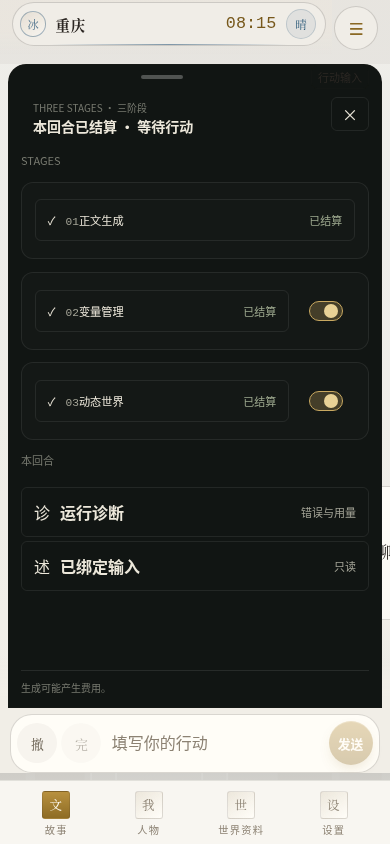 冰 重庆 08:15 晴
行动输入
THREE STAGES · 三阶段
本回合已结算 · 等待行动
STAGES
01正文生成 已结算
02变量管理 已结算
03动态世界 已结算
本回合
诊 运行诊断 错误与用量
述 已绑定输入 只读
生成可能产生费用。
撤 完 填写你的行动 发送
文 我 世 设
故事 人物 世界资料 设置